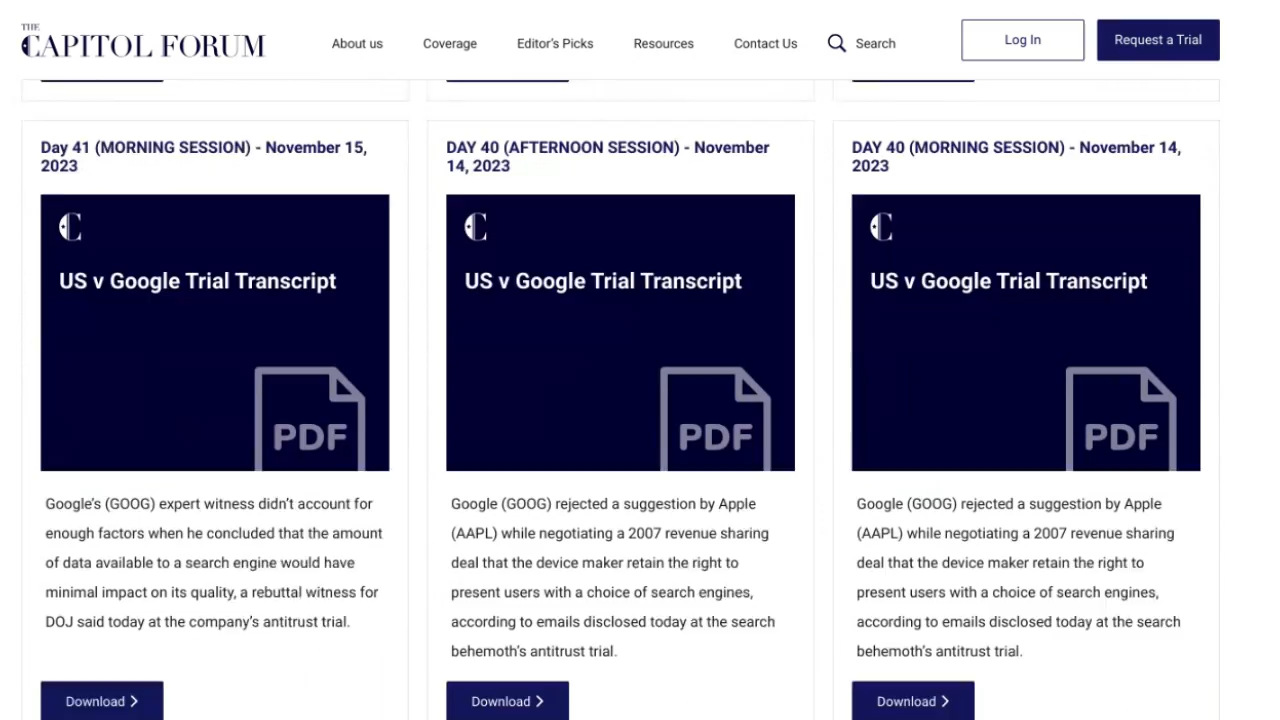 THE
CAPITOL FORUM
About us
Coverage
Editor's Picks
Resources
Contact Us
Search
Log In
Request a Trial
Day 41 (MORNING SESSION) - November 15,
2023
US v Google Trial Transcript
PDF
Google's (GOOG) expert witness didn't account for
enough factors when he concluded that the amount
of data available to a search engine would have
minimal impact on its quality, a rebuttal witness for
DOJ said today at the company's antitrust trial.
Download
DAY 40 (AFTERNOON SESSION) - November
14, 2023
US v Google Trial Transcript
PDF
Google (GOOG) rejected a suggestion by Apple
(AAPL) while negotiating a 2007 revenue sharing
deal that the device maker retain the right to
present users with a choice of search engines,
according to emails disclosed today at the search
behemoth's antitrust trial.
Download
DAY 40 (MORNING SESSION) - November 14,
2023
US v Google Trial Transcript
PDF
Google (GOOG) rejected a suggestion by Apple
(AAPL) while negotiating a 2007 revenue sharing
deal that the device maker retain the right to
present users with a choice of search engines,
according to emails disclosed today at the search
behemoth's antitrust trial.
Download